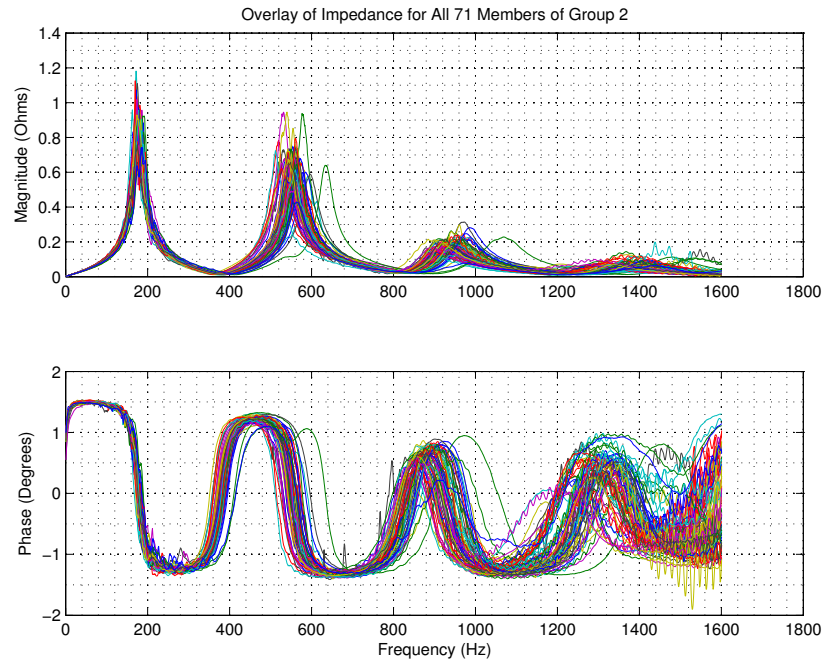 Overlay of Impedance for All 71 Members of Group 2
Magnitude (Ohms)
1.4
1.2
1
0.8
0.6
0.4
0.2
0
0 200 400 600 800 1000 1200 1400 1600 1800
Phase (Degrees)
2
1
0
−1
−2
0 200 400 600 800 1000 1200 1400 1600 1800
Frequency (Hz)